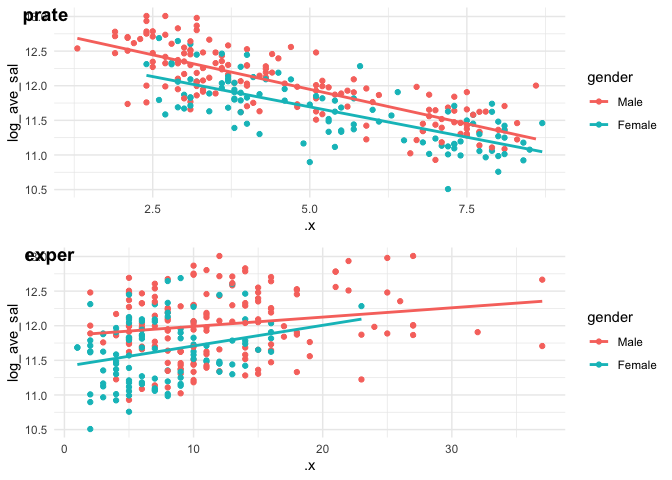 prate
12.5
12.0
11.5
11.0
10.5
log_ave_sal
2.5 5.0 7.5
.x
gender
Male
Female
exper
12.5
12.0
11.5
11.0
10.5
log_ave_sal
0 10 20 30
.x
gender
Male
Female